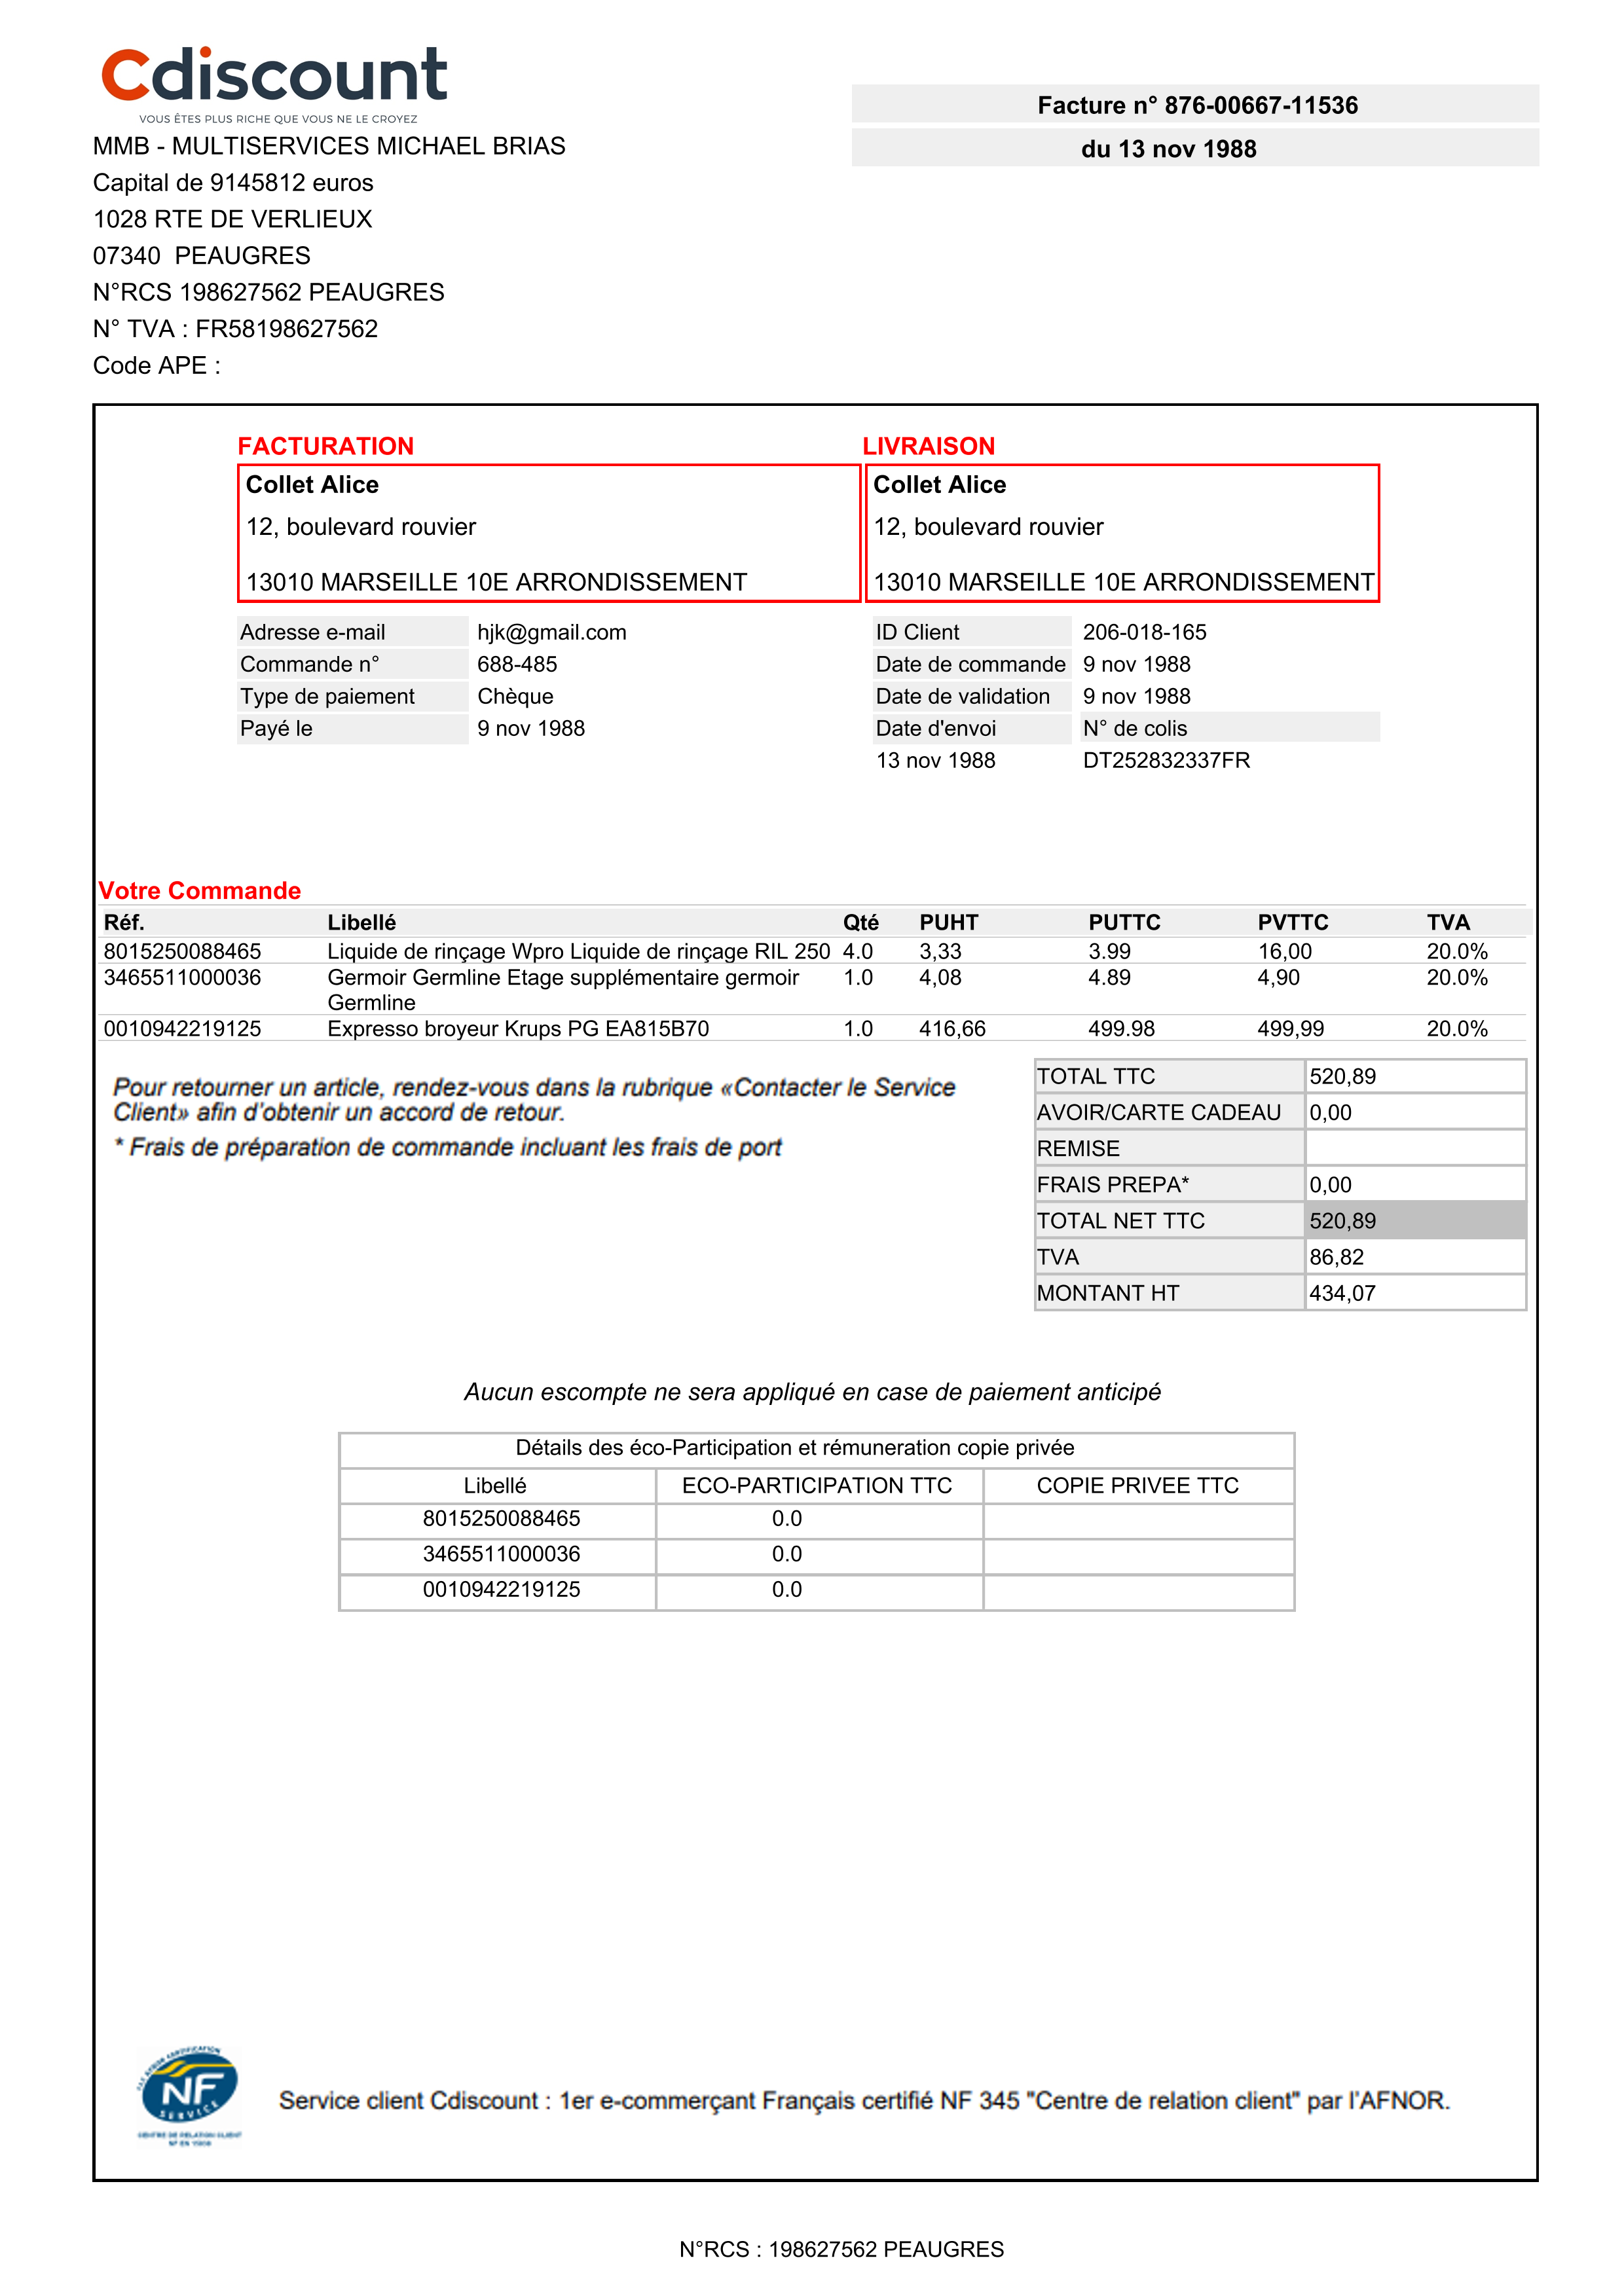 Cdiscount
VOUS ÊTES PLUS RICHE QUE VOUS NE LE CROYEZ
MMB - MULTISERVICES MICHAEL BRIAS
Capital de 9145812 euros
1028 RTE DE VERLIEUX
07340 PEAUGRES
N°RCS 198627562 PEAUGRES
N° TVA : FR58198627562
Code APE :
Facture n° 876-00667-11536
du 13 nov 1988
FACTURATION
Collet Alice
12, boulevard rouvier
13010 MARSEILLE 10E ARRONDISSEMENT
LIVRAISON
Collet Alice
12, boulevard rouvier
13010 MARSEILLE 10E ARRONDISSEMENT
Adresse e-mail hjk@gmail.com
Commande n° 688-485
Type de paiement Chèque
Payé le 9 nov 1988
ID Client 206-018-165
Date de commande 9 nov 1988
Date de validation 9 nov 1988
Date d'envoi N° de colis
13 nov 1988 DT252832337FR
Votre Commande
Réf. Libellé Qté PUHT PUTTC PVTTC TVA
8015250088465 Liquide de rinçage Wpro Liquide de rinçage RIL 250 4.0 3,33 3.99 16,00 20.0%
3465511000036 Germoir Germline Etage supplémentaire germoir 1.0 4,08 4.89 4,90 20.0%
Germline
0010942219125 Expresso broyeur Krups PG EA815B70 1.0 416,66 499.98 499,99 20.0%
Pour retourner un article, rendez-vous dans la rubrique «Contacter le Service
Client» afin d'obtenir un accord de retour.
* Frais de préparation de commande incluant les frais de port
TOTAL TTC 520,89
AVOIR/CARTE CADEAU 0,00
REMISE
FRAIS PREPA* 0,00
TOTAL NET TTC 520,89
TVA 86,82
MONTANT HT 434,07
Aucun escompte ne sera appliqué en case de paiement anticipé
Détails des éco-Participation et rémuneration copie privée
Libellé ECO-PARTICIPATION TTC COPIE PRIVEE TTC
8015250088465 0.0
3465511000036 0.0
0010942219125 0.0
NF
SERVICE
CENTRE DE RELATION CLIENT
Service client Cdiscount : 1er e-commerçant Français certifié NF 345 "Centre de relation client" par l'AFNOR.
N°RCS : 198627562 PEAUGRES